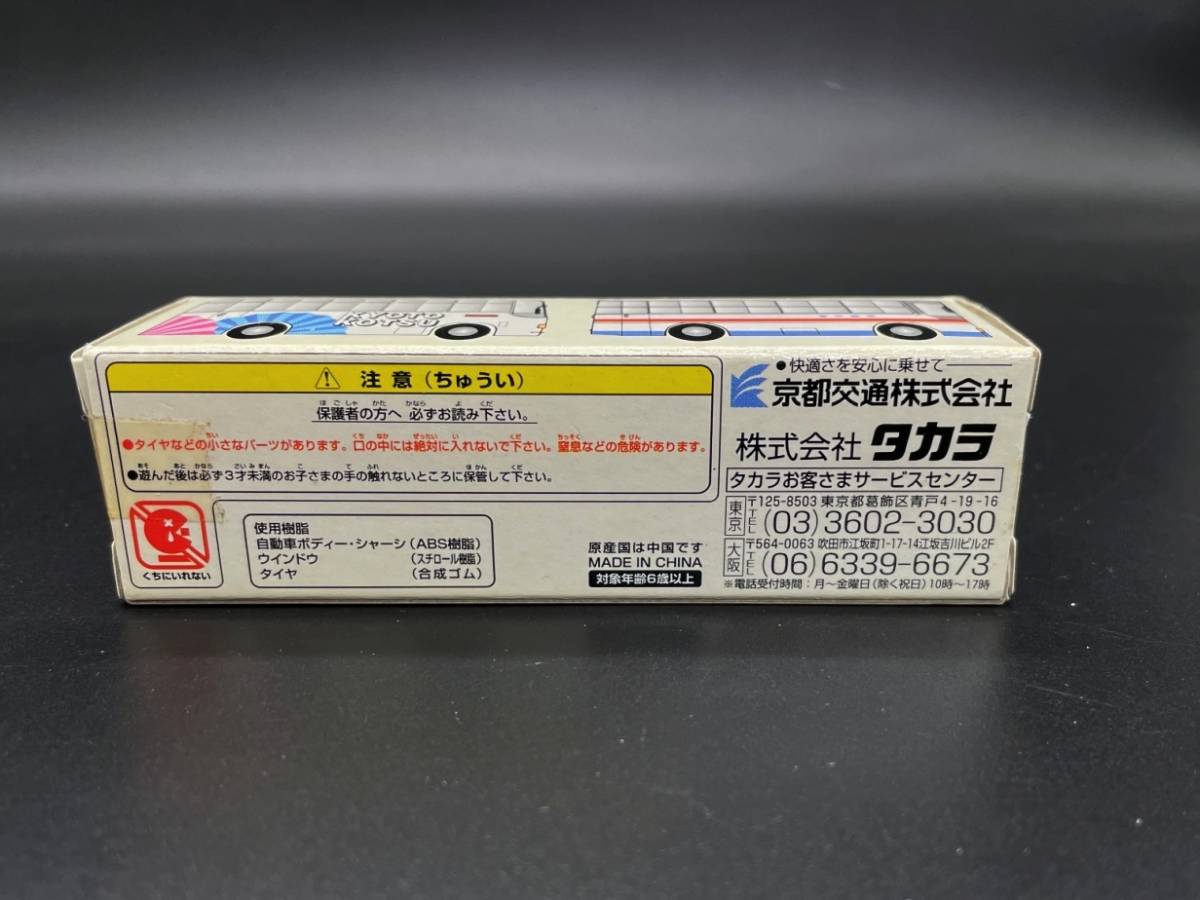 KYOTO
KOTSU
注意（ちゅうい）
保護者の方へ 必ずお読み下さい。
●タイヤなどの小さなパーツがあります。口の中には絶対に入れないで下さい。窒息などの危険があります。
●遊んだ後は必ず3才未満のお子さまの手の触れないところに保管して下さい。
くちにいれない
使用樹脂
自動車ボディー・シャーシ（ABS樹脂）
ウインドウ （スチロール樹脂）
タイヤ （合成ゴム）
原産国は中国です
MADE IN CHINA
対象年齢6歳以上
●快適さを安心に乗せて
京都交通株式会社
株式会社 タカラ
タカラお客さまサービスセンター
東京 〒125-8503 東京都葛飾区青戸4-19-16
TEL (03)3602-3030
大阪 〒564-0063 吹田市江坂町1-17-14江坂吉川ビル2F
TEL (06)6339-6673
※電話受付時間：月～金曜日（除く祝日）10時～17時